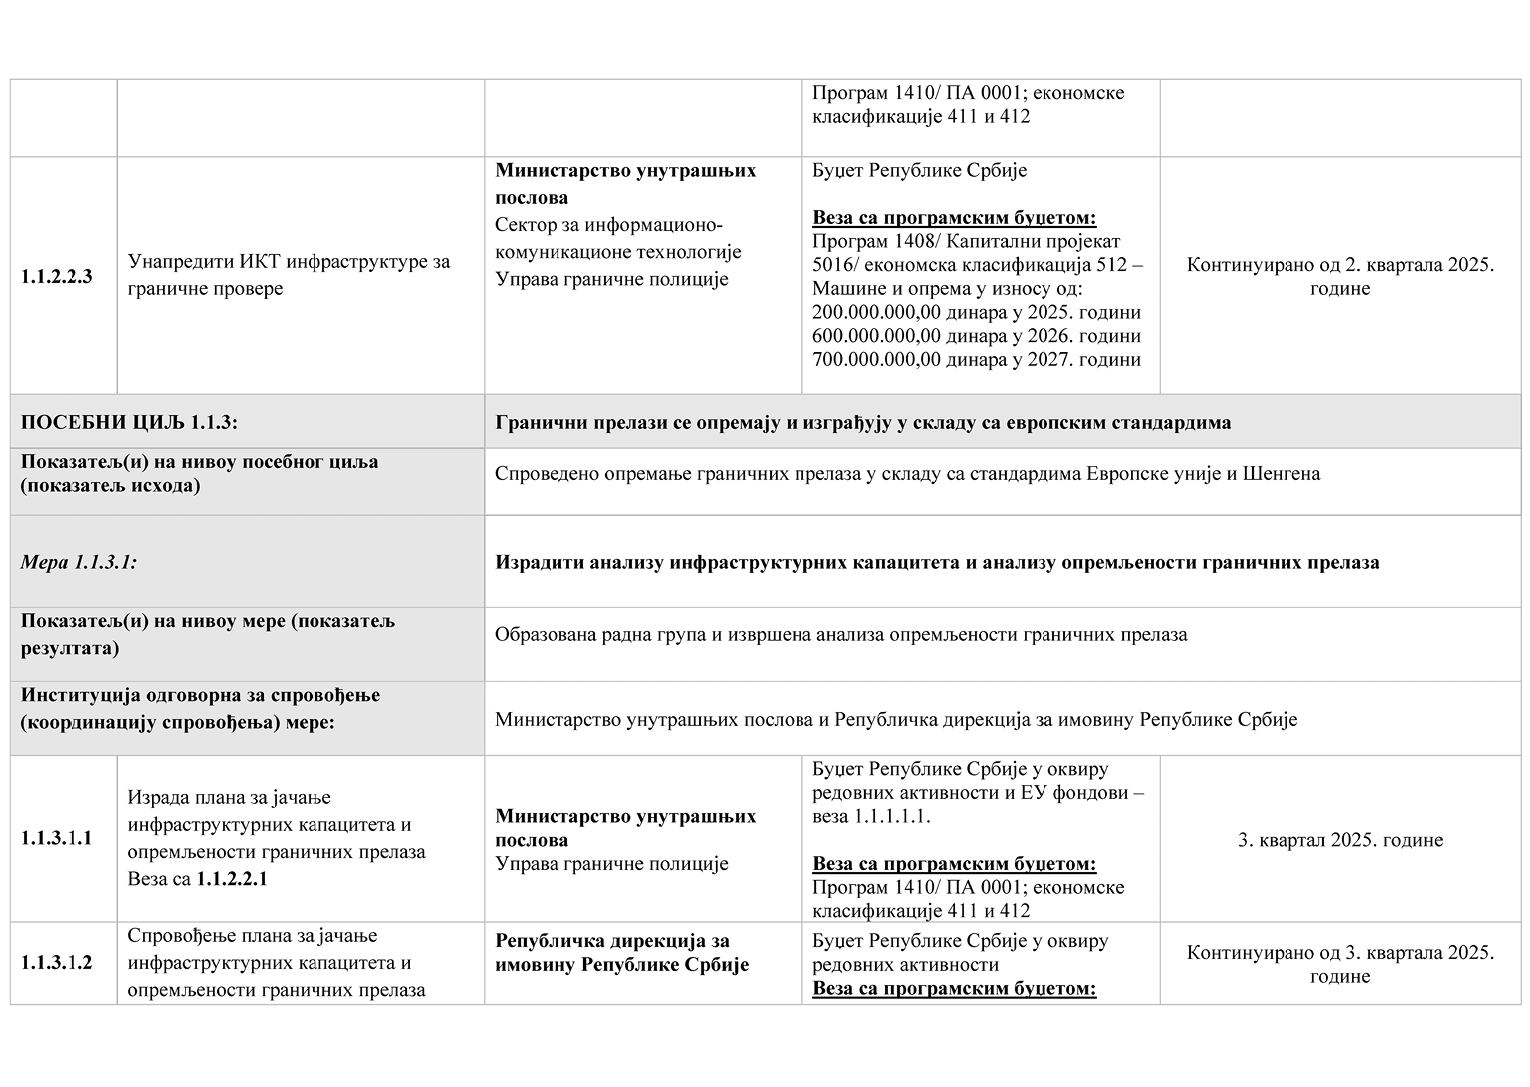 Програм 1410/ ПА 0001; економске
класификације 411 и 412
1.1.2.2.3
Унапредити ИКТ инфраструктуре за
граничне провере
Министарство унутрашњих
послова
Сектор за информационо-
комуникационе технологије
Управа граничне полиције
Буџет Републике Србије
Веза са програмским буџетом:
Програм 1408/ Капитални пројекат
5016/ економска класификација 512 –
Машине и опрема у износу од:
200.000.000,00 динара у 2025. години
600.000.000,00 динара у 2026. години
700.000.000,00 динара у 2027. години
Континуирано од 2. квартала 2025.
године
ПОСЕБНИ ЦИЉ 1.1.3:
Гранични прелази се опремају и изграђују у складу са европским стандардима
Показатељ(и) на нивоу посебног циља
(показатељ исхода)
Спроведено опремање граничних прелаза у складу са стандардима Европске уније и Шенгена
Мера 1.1.3.1:
Израдити анализу инфраструктурних капацитета и анализу опремљености граничних прелаза
Показатељ(и) на нивоу мере (показатељ
резултата)
Образована радна група и извршена анализа опремљености граничних прелаза
Институција одговорна за спровођење
(координацију спровођења) мере:
Министарство унутрашњих послова и Републичка дирекција за имовину Републике Србије
1.1.3.1.1
Израда плана за јачање
инфраструктурних капацитета и
опремљености граничних прелаза
Веза са 1.1.2.2.1
Министарство унутрашњих
послова
Управа граничне полиције
Буџет Републике Србије у оквиру
редовних активности и ЕУ фондови –
веза 1.1.1.1.1.
Веза са програмским буџетом:
Програм 1410/ ПА 0001; економске
класификације 411 и 412
3. квартал 2025. године
1.1.3.1.2
Спровођење плана за јачање
инфраструктурних капацитета и
опремљености граничних прелаза
Републичка дирекција за
имовину Републике Србије
Буџет Републике Србије у оквиру
редовних активности
Веза са програмским буџетом:
Континуирано од 3. квартала 2025.
године